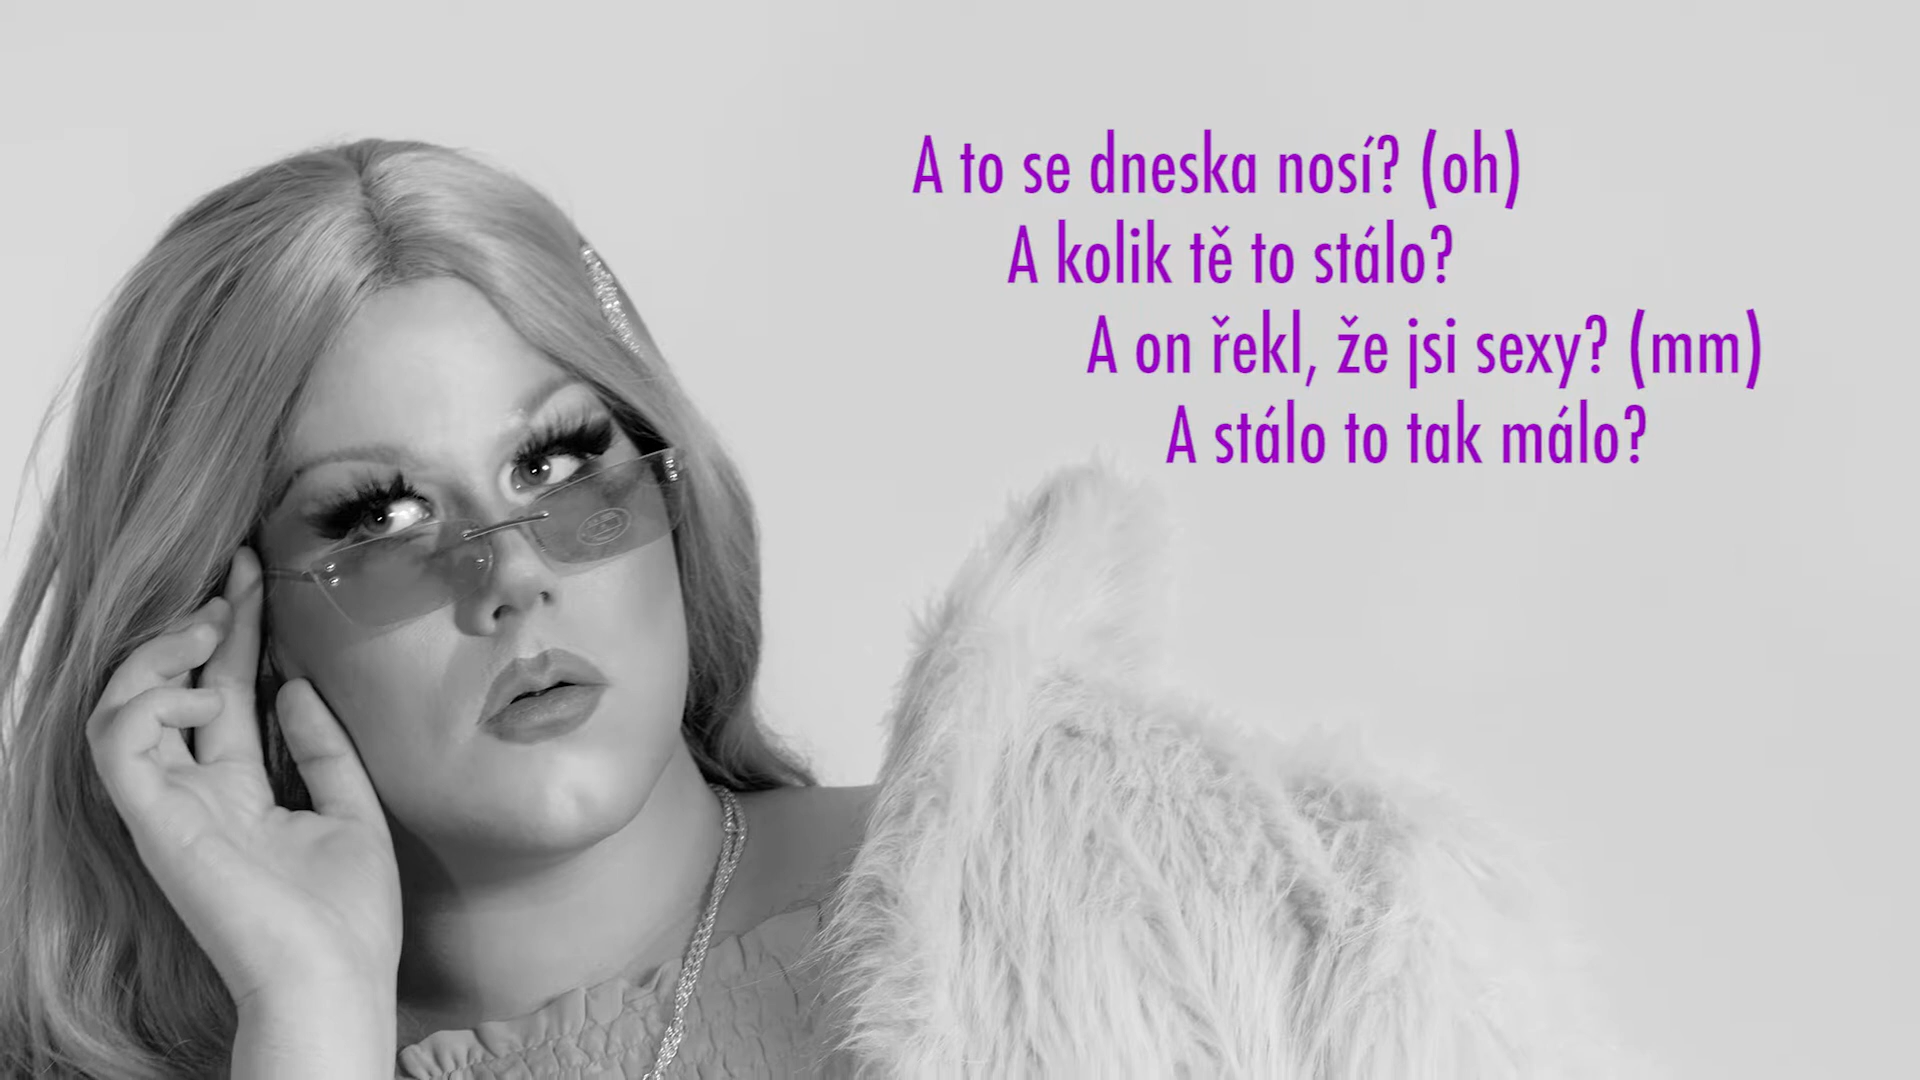 A to se dneska nosí? (oh)
A kolik tě to stálo?
A on řekl, že jsi sexy? (mm)
A stálo to tak málo?